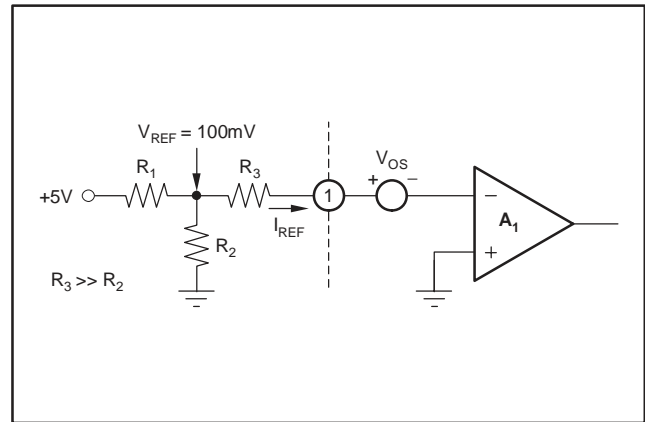 V_REF = 100mV
R_1
R_3
V_OS
+5V
1
+ −
−
A_1
I_REF
R_2
+
R_3 >> R_2